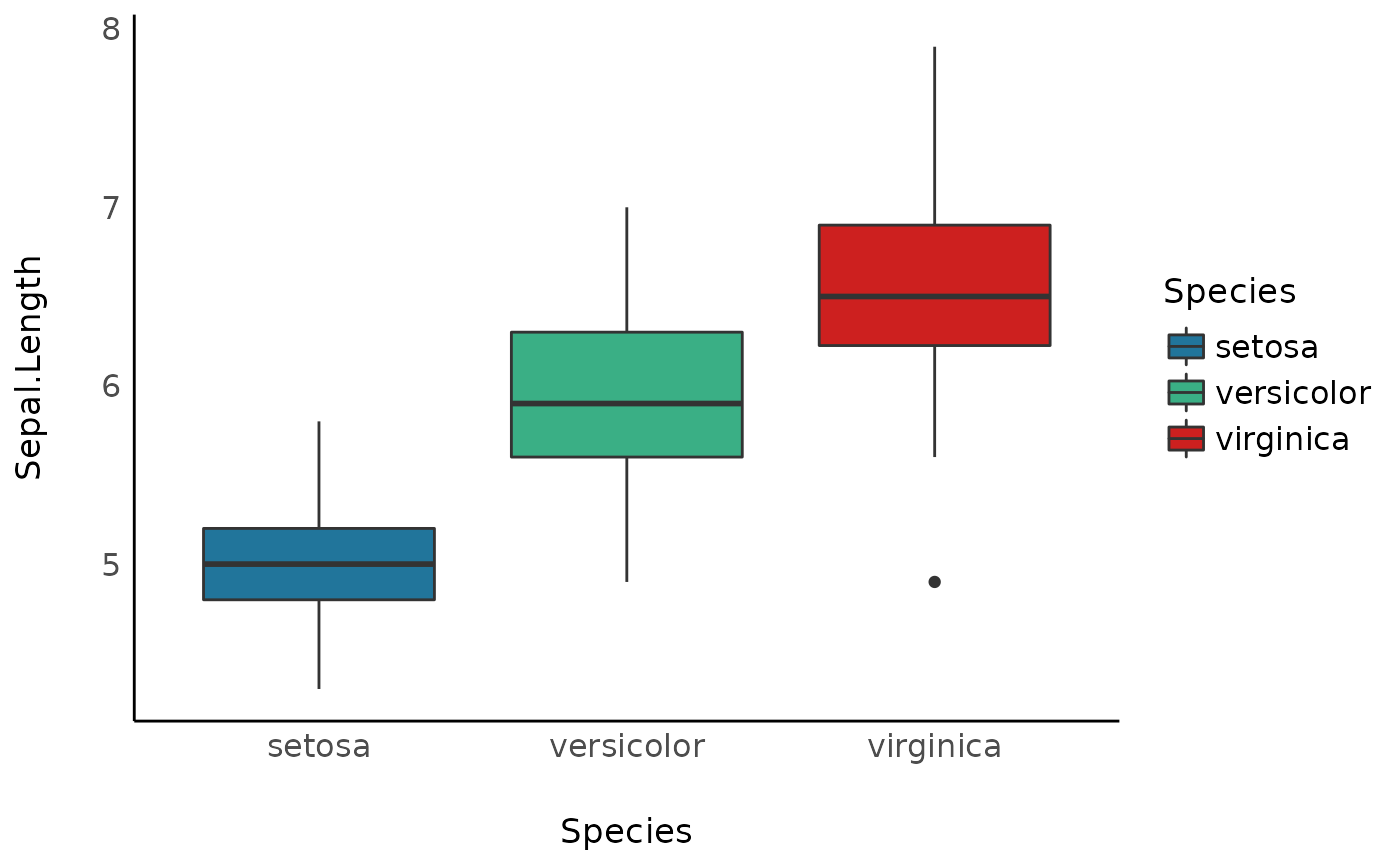 Sepal.Length
8
7
6
5
setosa
versicolor
virginica
Species
Species
setosa
versicolor
virginica